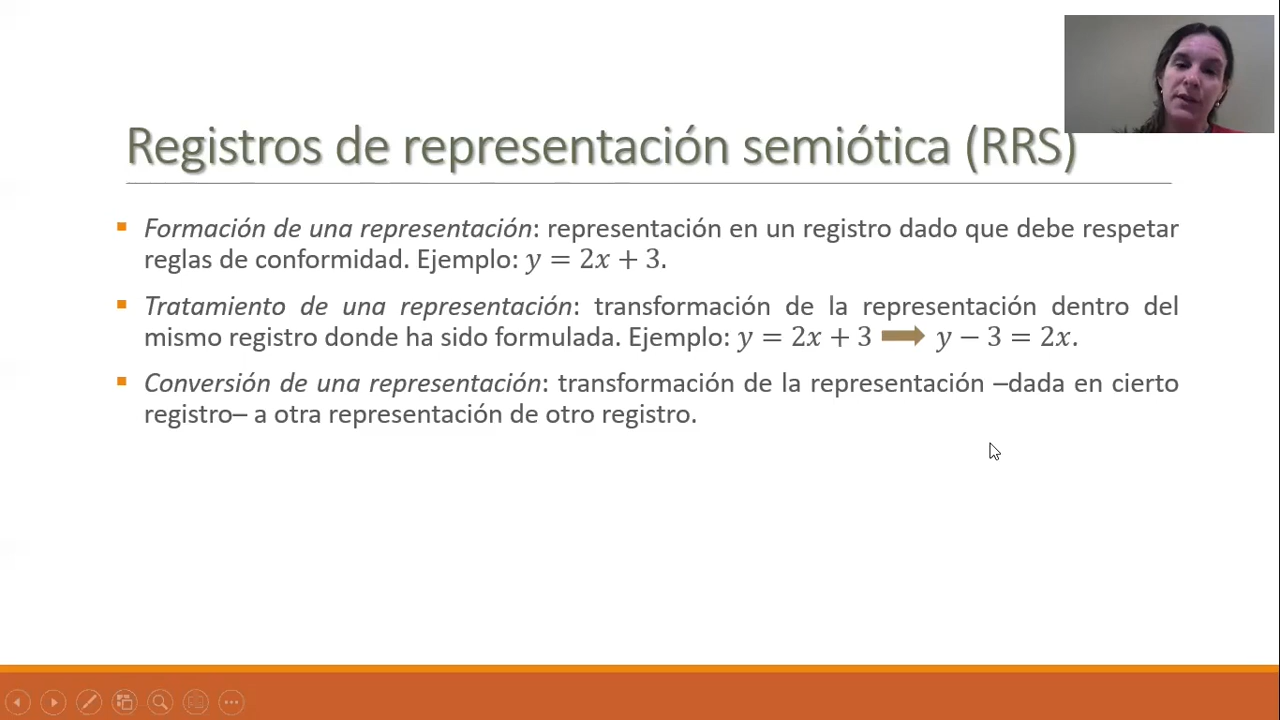 Registros de representación semiótica (RRS)
Formación de una representación: representación en un registro dado que debe respetar
reglas de conformidad. Ejemplo: y = 2x + 3.
Tratamiento de una representación: transformación de la representación dentro del
mismo registro donde ha sido formulada. Ejemplo: y = 2x + 3 ➡ y − 3 = 2x.
Conversión de una representación: transformación de la representación –dada en cierto
registro– a otra representación de otro registro.